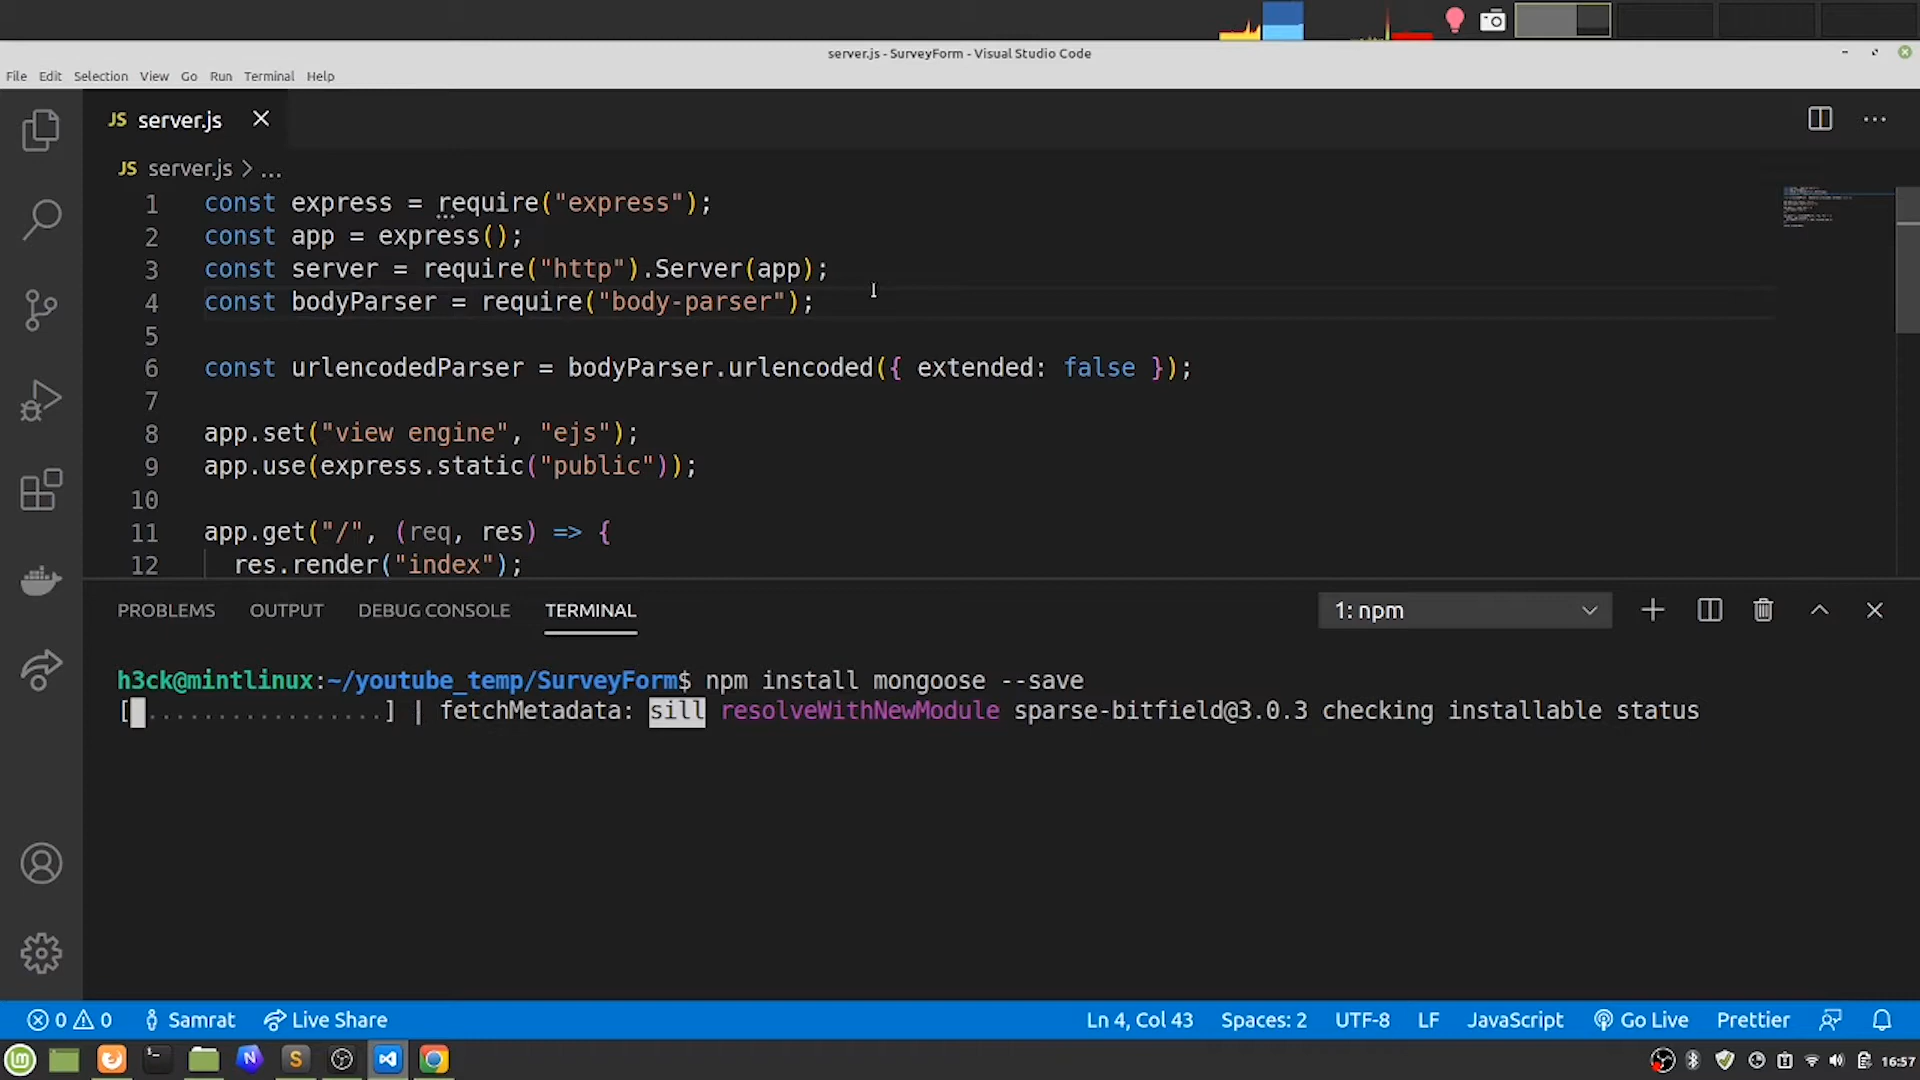 server.js - SurveyForm - Visual Studio Code
File Edit Selection View Go Run Terminal Help
JS server.js
JS server.js > ...
1 const express = require("express");
2 const app = express();
3 const server = require("http").Server(app);
4 const bodyParser = require("body-parser");
5
6 const urlencodedParser = bodyParser.urlencoded({ extended: false });
7
8 app.set("view engine", "ejs");
9 app.use(express.static("public"));
10
11 app.get("/", (req, res) => {
12 res.render("index");
PROBLEMS OUTPUT DEBUG CONSOLE TERMINAL 1: npm
h3ck@mintlinux:~/youtube_temp/SurveyForm$ npm install mongoose --save
[ .................] | fetchMetadata: sill resolveWithNewModule sparse-bitfield@3.0.3 checking installable status
0 0 Samrat Live Share Ln 4, Col 43 Spaces: 2 UTF-8 LF JavaScript Go Live Prettier
16:57